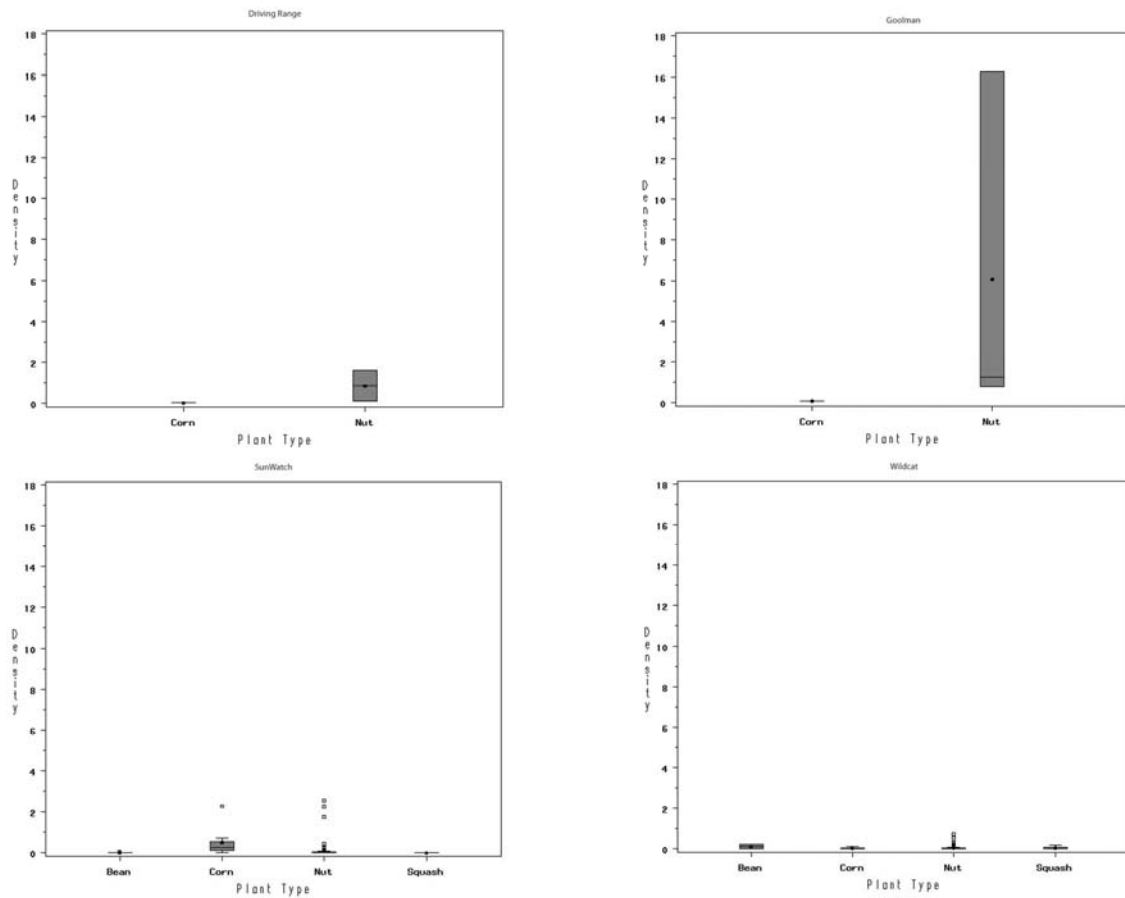 Driving Range
18
16
14
12
10
8
6
4
2
0
Density
Corn Nut
Plant Type
Goolman
18
16
14
12
10
8
6
4
2
0
Density
Corn Nut
Plant Type
SunWatch
18
16
14
12
10
8
6
4
2
0
Density
Bean Corn Nut Squash
Plant Type
Wildcat
18
16
14
12
10
8
6
4
2
0
Density
Bean Corn Nut Squash
Plant Type